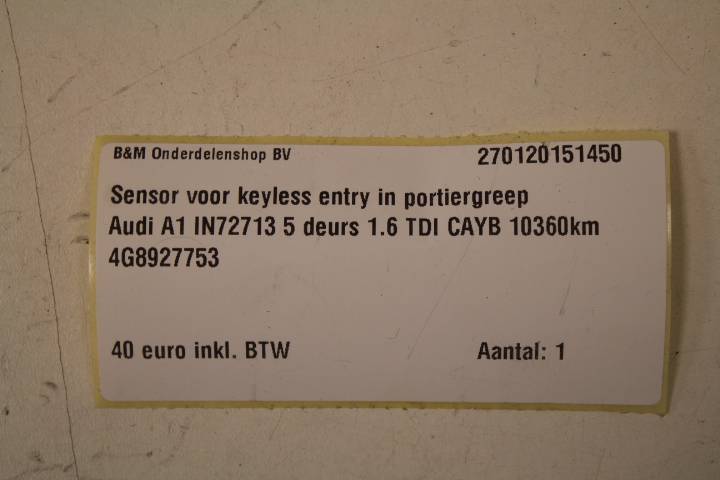 B&M Onderdelenshop BV 270120151450
Sensor voor keyless entry in portiergreep
Audi A1 IN72713 5 deurs 1.6 TDI CAYB 10360km
4G8927753
40 euro inkl. BTW Aantal: 1